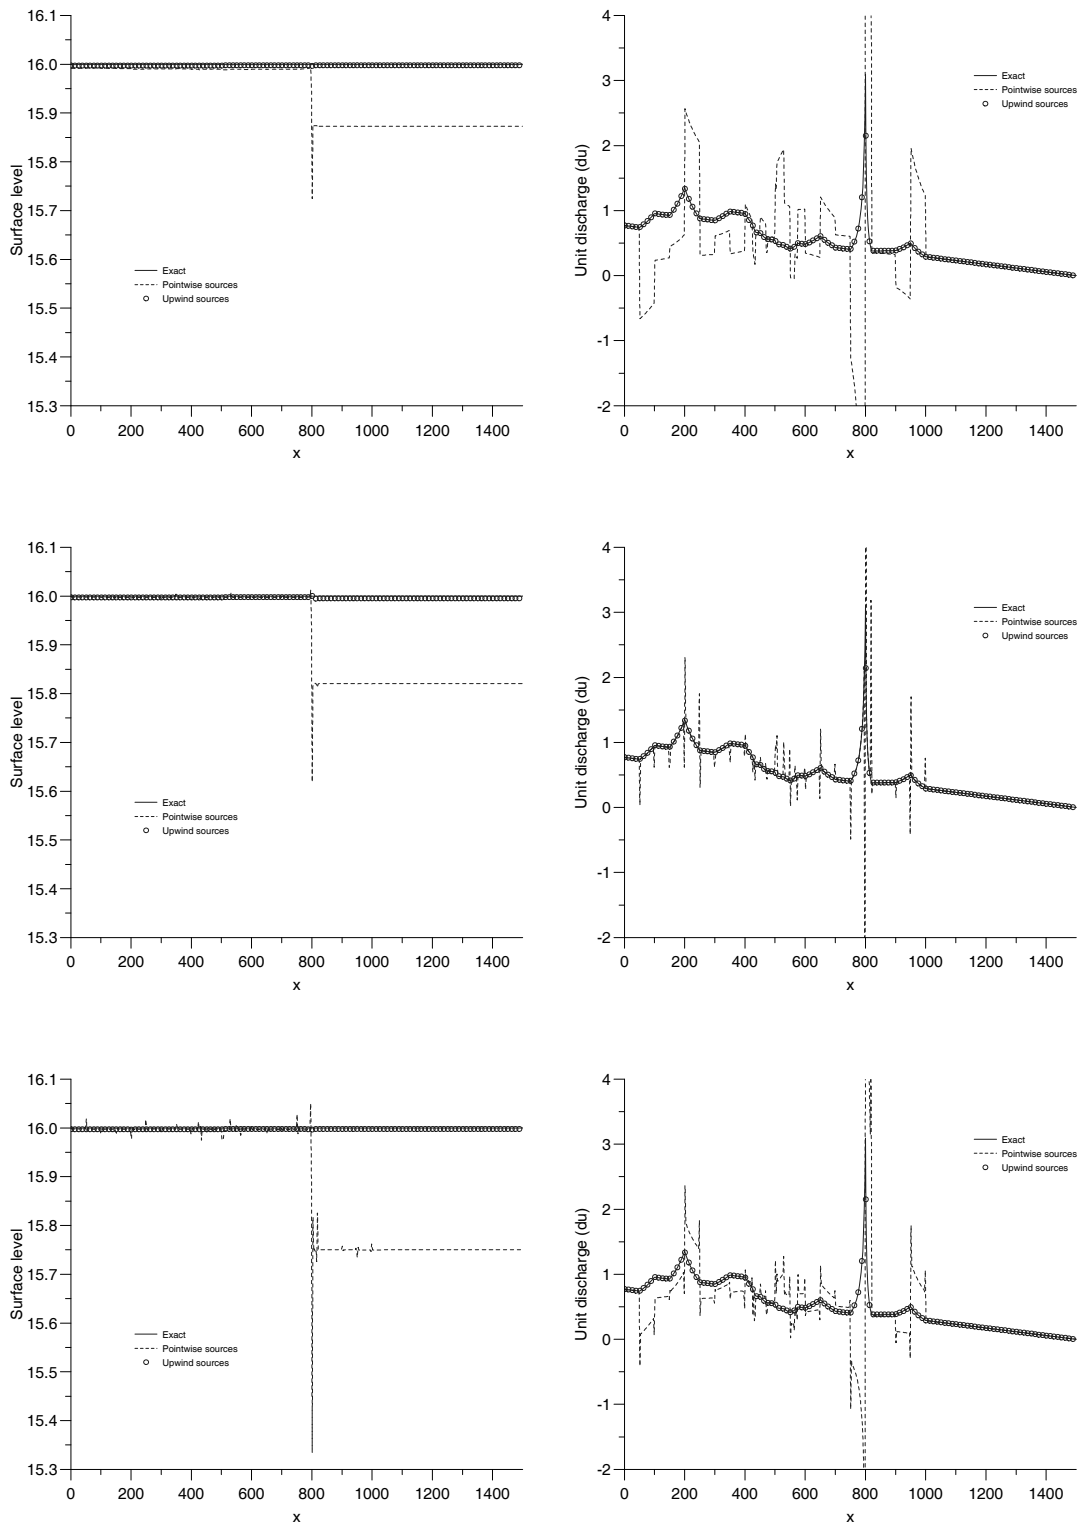 16.1
16.0
15.9
15.8
15.7
15.6
15.5
15.4
15.3
Surface level
Exact
Pointwise sources
Upwind sources
0 200 400 600 800 1000 1200 1400
x
4
3
2
1
0
-1
-2
Unit discharge (du)
Exact
Pointwise sources
Upwind sources
0 200 400 600 800 1000 1200 1400
x
16.1
16.0
15.9
15.8
15.7
15.6
15.5
15.4
15.3
Surface level
Exact
Pointwise sources
Upwind sources
0 200 400 600 800 1000 1200 1400
x
4
3
2
1
0
-1
-2
Unit discharge (du)
Exact
Pointwise sources
Upwind sources
0 200 400 600 800 1000 1200 1400
x
16.1
16.0
15.9
15.8
15.7
15.6
15.5
15.4
15.3
Surface level
Exact
Pointwise sources
Upwind sources
0 200 400 600 800 1000 1200 1400
x
4
3
2
1
0
-1
-2
Unit discharge (du)
Exact
Pointwise sources
Upwind sources
0 200 400 600 800 1000 1200 1400
x